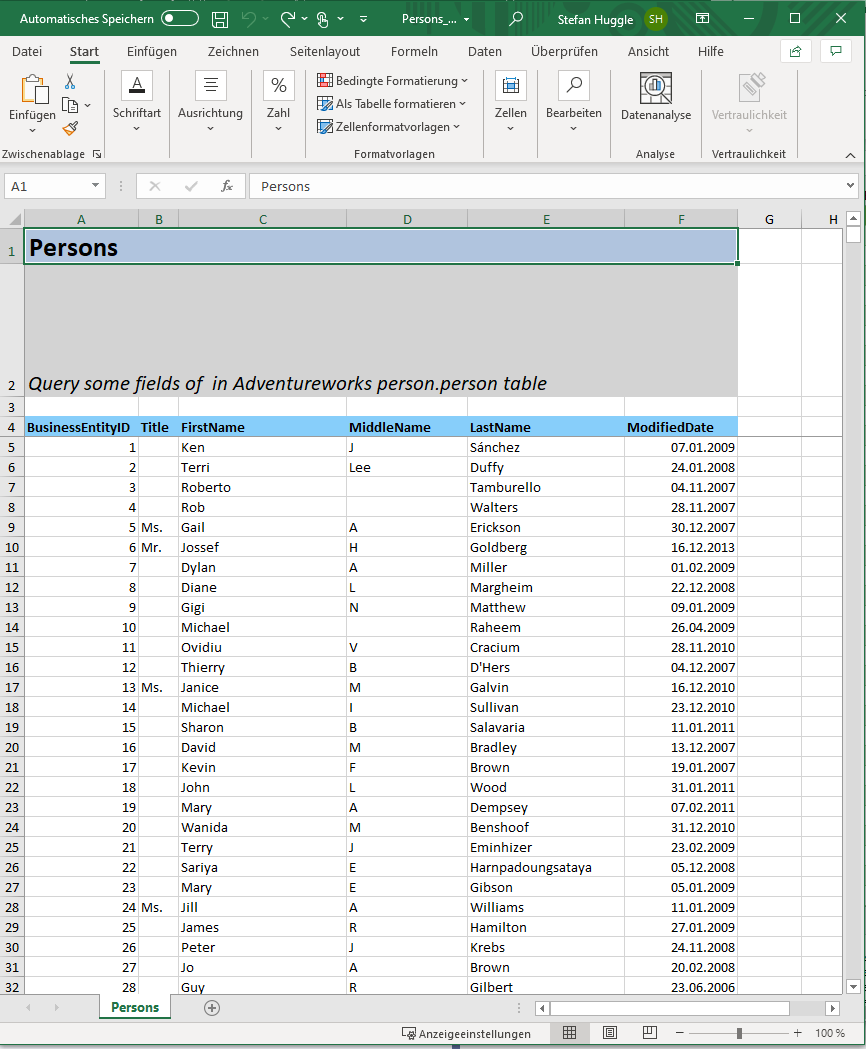 Automatisches Speichern Persons_... Stefan Huggle SH
Datei Start Einfügen Zeichnen Seitenlayout Formeln Daten Überprüfen Ansicht Hilfe
Einfügen Schriftart Ausrichtung % Zahl Bedingte Formatierung Zellen Bearbeiten Datenanalyse Vertraulichkeit
Als Tabelle formatieren
Zellenformatvorlagen
Zwischenablage Formatvorlagen Analyse Vertraulichkeit
A1 fx Persons
A B C D E F G H
1 Persons
2 Query some fields of in Adventureworks person.person table
3
4 BusinessEntityID Title FirstName MiddleName LastName ModifiedDate
5 1 Ken J Sánchez 07.01.2009
6 2 Terri Lee Duffy 24.01.2008
7 3 Roberto Tamburello 04.11.2007
8 4 Rob Walters 28.11.2007
9 5 Ms. Gail A Erickson 30.12.2007
10 6 Mr. Jossef H Goldberg 16.12.2013
11 7 Dylan A Miller 01.02.2009
12 8 Diane L Margheim 22.12.2008
13 9 Gigi N Matthew 09.01.2009
14 10 Michael Raheem 26.04.2009
15 11 Ovidiu V Cracium 28.11.2010
16 12 Thierry B D'Hers 04.12.2007
17 13 Ms. Janice M Galvin 16.12.2010
18 14 Michael I Sullivan 23.12.2010
19 15 Sharon B Salavaria 11.01.2011
20 16 David M Bradley 13.12.2007
21 17 Kevin F Brown 19.01.2007
22 18 John L Wood 31.01.2011
23 19 Mary A Dempsey 07.02.2011
24 20 Wanida M Benshoof 31.12.2010
25 21 Terry J Eminhizer 23.02.2009
26 22 Sariya E Harnpadoungsataya 05.12.2008
27 23 Mary E Gibson 05.01.2009
28 24 Ms. Jill A Williams 11.01.2009
29 25 James R Hamilton 27.01.2009
30 26 Peter J Krebs 24.11.2008
31 27 Jo A Brown 20.02.2008
32 28 Guy R Gilbert 23.06.2006
Persons
Anzeigeeinstellungen 100 %